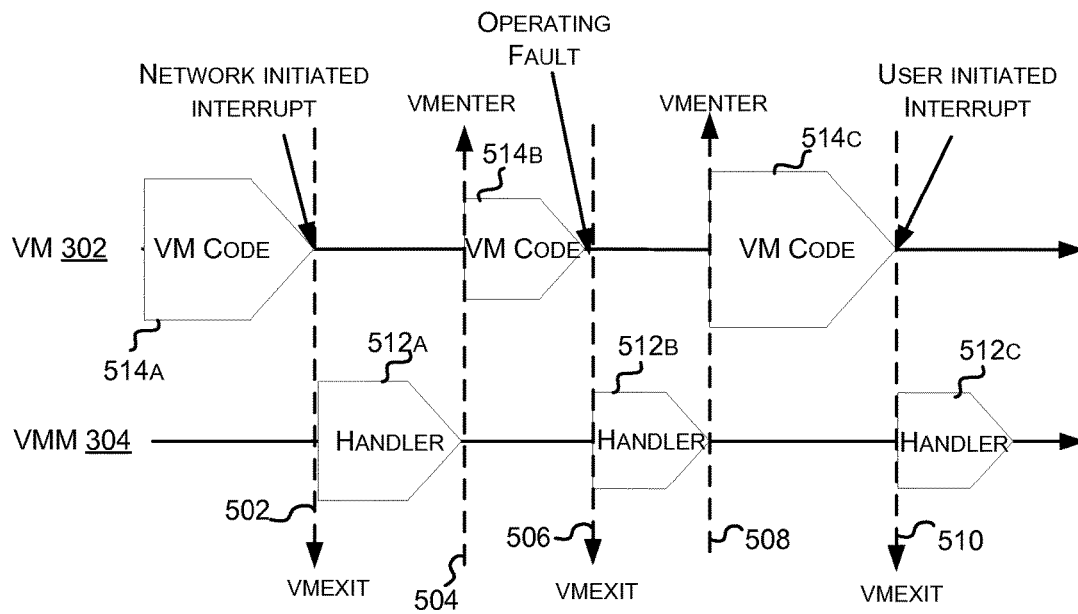 OPERATING
FAULT
NETWORK INITIATED
INTERRUPT
USER INITIATED
INTERRUPT
VMENTER
VMENTER
514B
514C
VM 302
VM CODE
VM CODE
VM CODE
514A
512A
512B
512C
VMM 304
HANDLER
HANDLER
HANDLER
502
504
506
508
510
VMEXIT
VMEXIT
VMEXIT